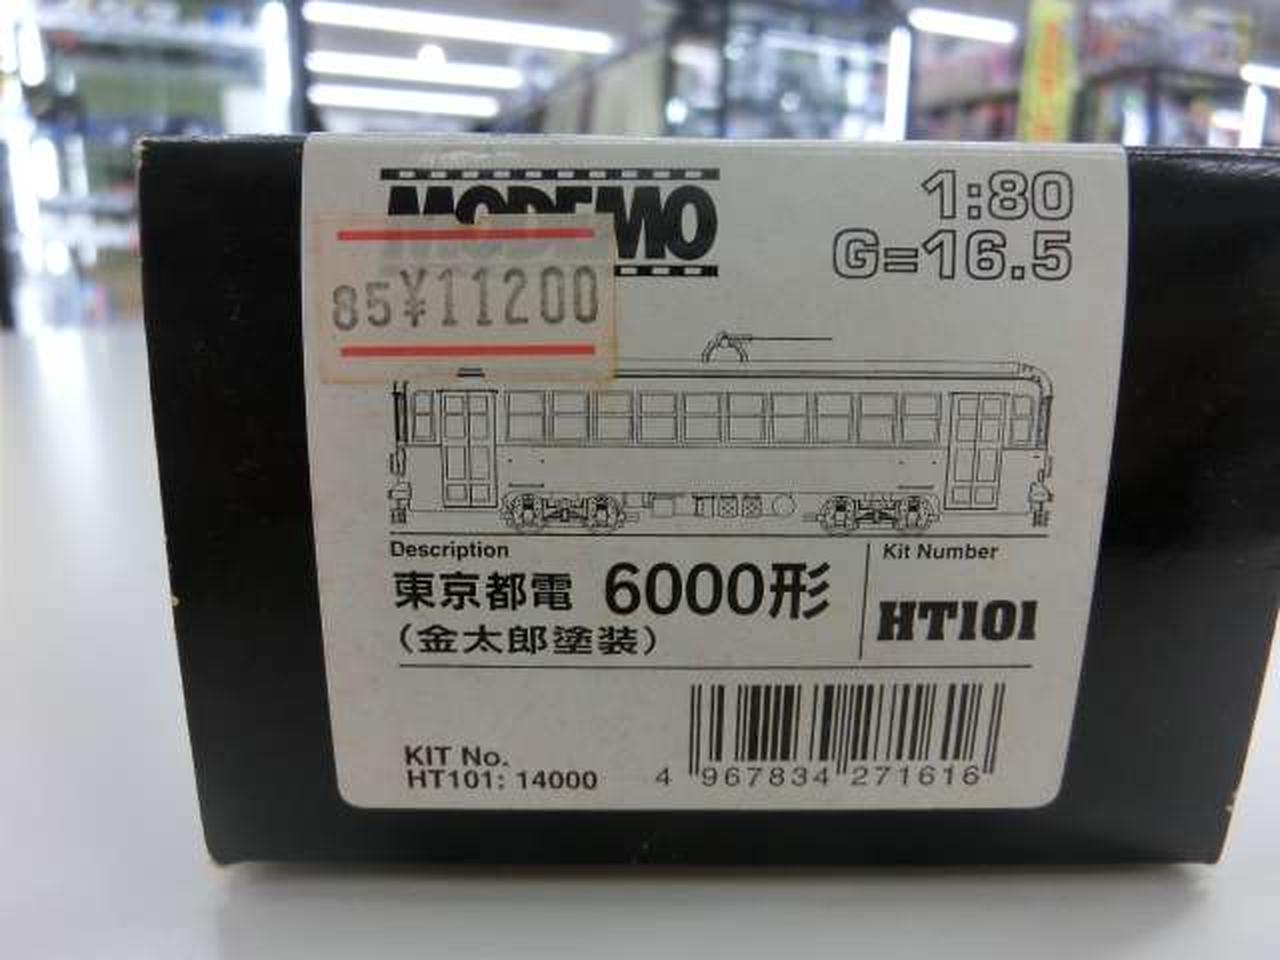 MODEMO
1:80
G=16.5
85¥11200
Description
Kit Number
東京都電 6000形
(金太郎塗装)
HT101
KIT No.
HT101: 14000
4 967834 271616